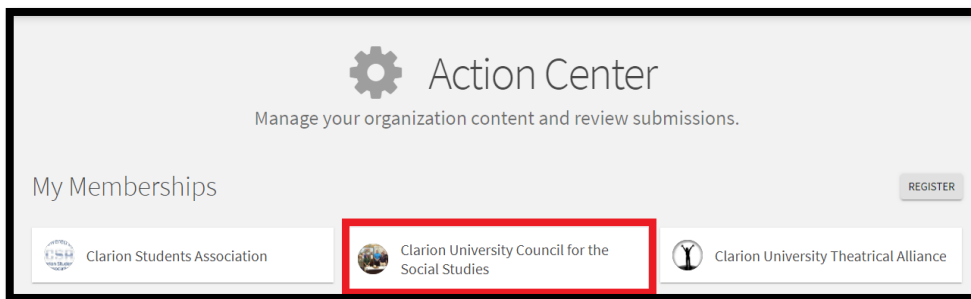 Action Center
Manage your organization content and review submissions.
My Memberships
REGISTER
CSA
Clarion Students Association
Clarion University Council for the
Social Studies
Clarion University Theatrical Alliance